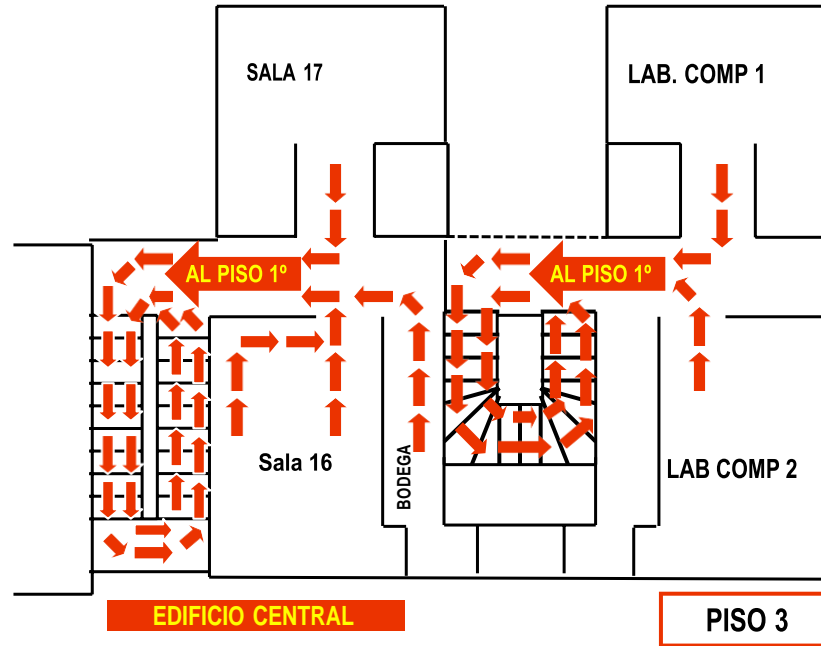 SALA 17
LAB. COMP 1
AL PISO 1º
AL PISO 1º
Sala 16
BODEGA
LAB COMP 2
EDIFICIO CENTRAL
PISO 3